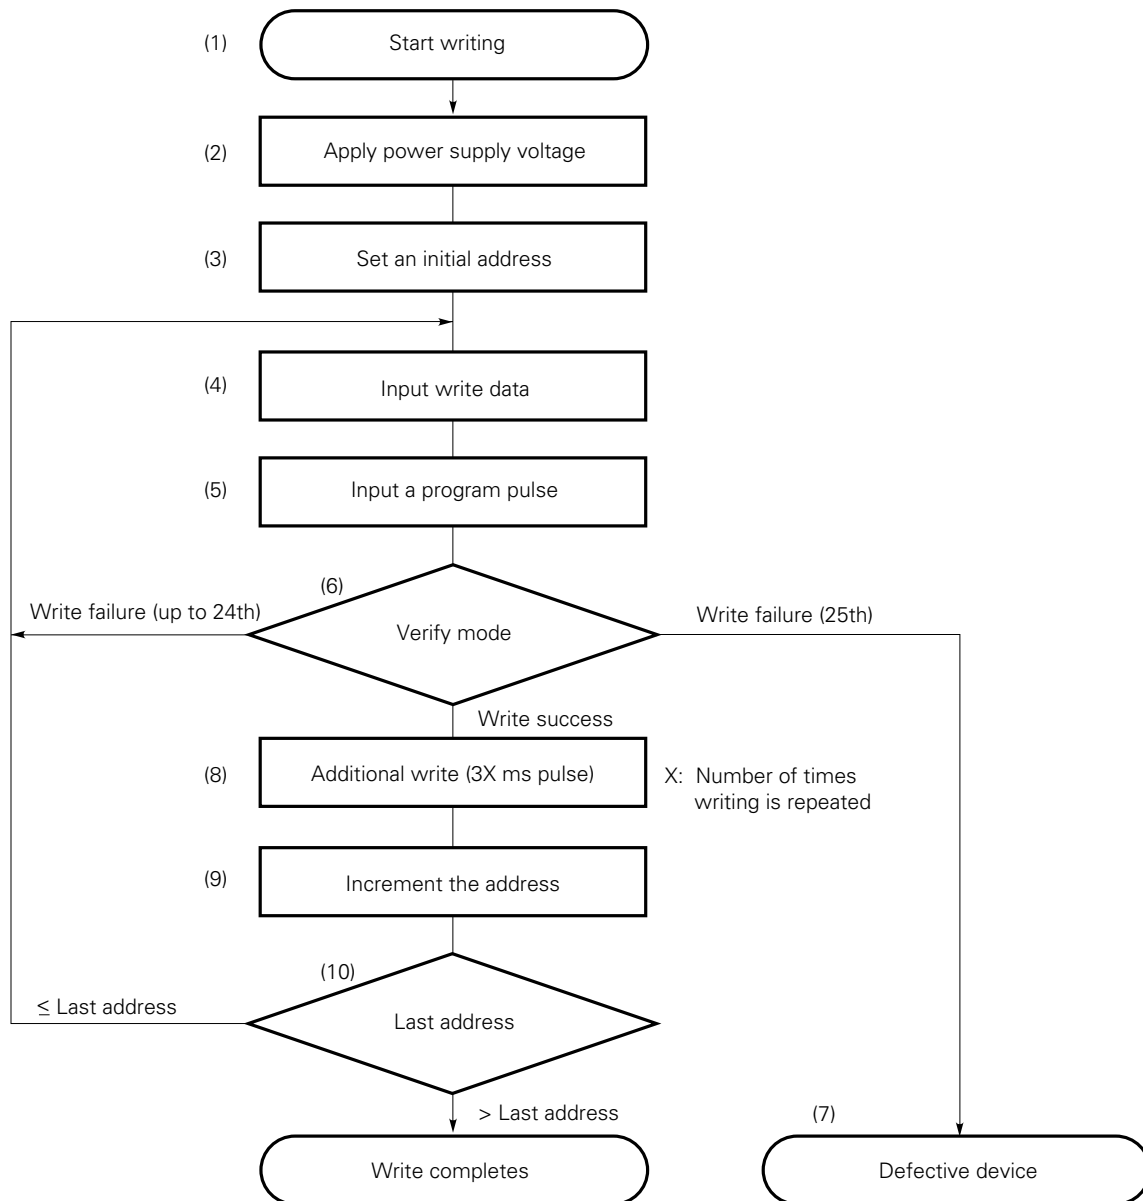 (1)
Start writing
(2)
Apply power supply voltage
(3)
Set an initial address
(4)
Input write data
(5)
Input a program pulse
(6)
Write failure (up to 24th)
Verify mode
Write failure (25th)
Write success
(8)
Additional write (3X ms pulse)
X: Number of times
writing is repeated
(9)
Increment the address
(10)
≤ Last address
Last address
> Last address
(7)
Write completes
Defective device